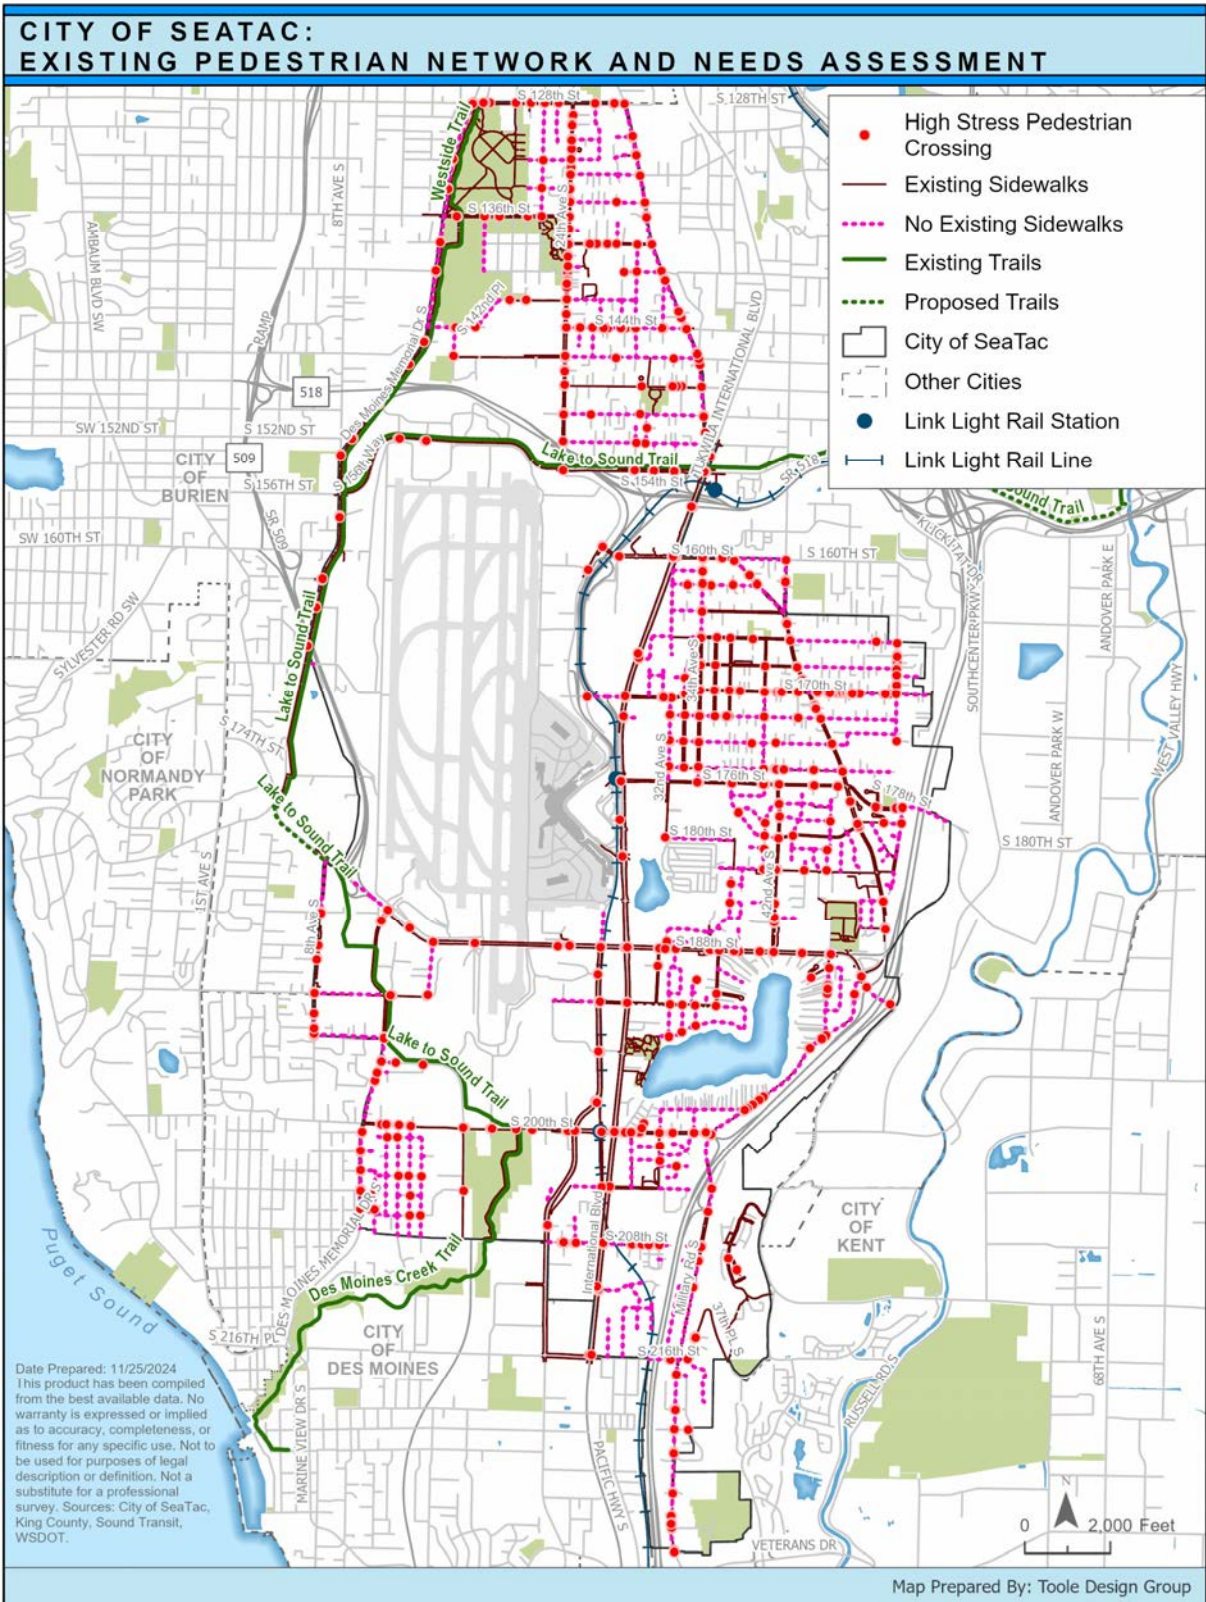 CITY OF SEATAC:
EXISTING PEDESTRIAN NETWORK AND NEEDS ASSESSMENT
High Stress Pedestrian
Crossing
Existing Sidewalks
No Existing Sidewalks
Existing Trails
Proposed Trails
City of SeaTac
Other Cities
Link Light Rail Station
Link Light Rail Line
S 128th St
S 128TH ST
Westside Trail
8TH AVE S
S 136th St
24th Ave S
AMBAUM BLVD SW
RAMP
S 142nd Pl
S 144th St
TUKWILA INTERNATIONAL BLVD
Des Moines Memorial Dr S
518
SW 152ND ST
S 152ND ST
509
CITY
OF
BURIEN
S 156TH ST
S 156th Way
Lake to Sound Trail
S 154th St
SR 518
Sound Trail
SR 509
SW 160TH ST
S 160th St
S 160TH ST
KLICKITAT DR
SOUTHCENTER PKWY
ANDOVER PARK E
SYLVESTER RD SW
Lake to Sound Trail
34th Ave S
S 170th St
WEST VALLEY HWY
S 174TH ST
CITY
OF
NORMANDY
PARK
32nd Ave S
S 176th St
S 178th St
ANDOVER PARK W
Lake to Sound Trail
S 180th St
S 180TH ST
1ST AVE S
8th Ave S
42nd Ave S
S 188th St
Lake to Sound Trail
S 200th St
CITY
OF
KENT
DES MOINES MEMORIAL DR S
International Blvd
S 208th St
Military Rd S
Puget Sound
Des Moines Creek Trail
S 216TH PL
CITY
OF
DES MOINES
37th Pl S
S 216th St
68TH AVE S
RUSSELL RD S
MARINE VIEW DR S
PACIFIC HWY S
VETERANS DR
Date Prepared: 11/25/2024
This product has been compiled
from the best available data. No
warranty is expressed or implied
as to accuracy, completeness, or
fitness for any specific use. Not to
be used for purposes of legal
description or definition. Not a
substitute for a professional
survey. Sources: City of SeaTac,
King County, Sound Transit,
WSDOT.
N
0 2,000 Feet
Map Prepared By: Toole Design Group